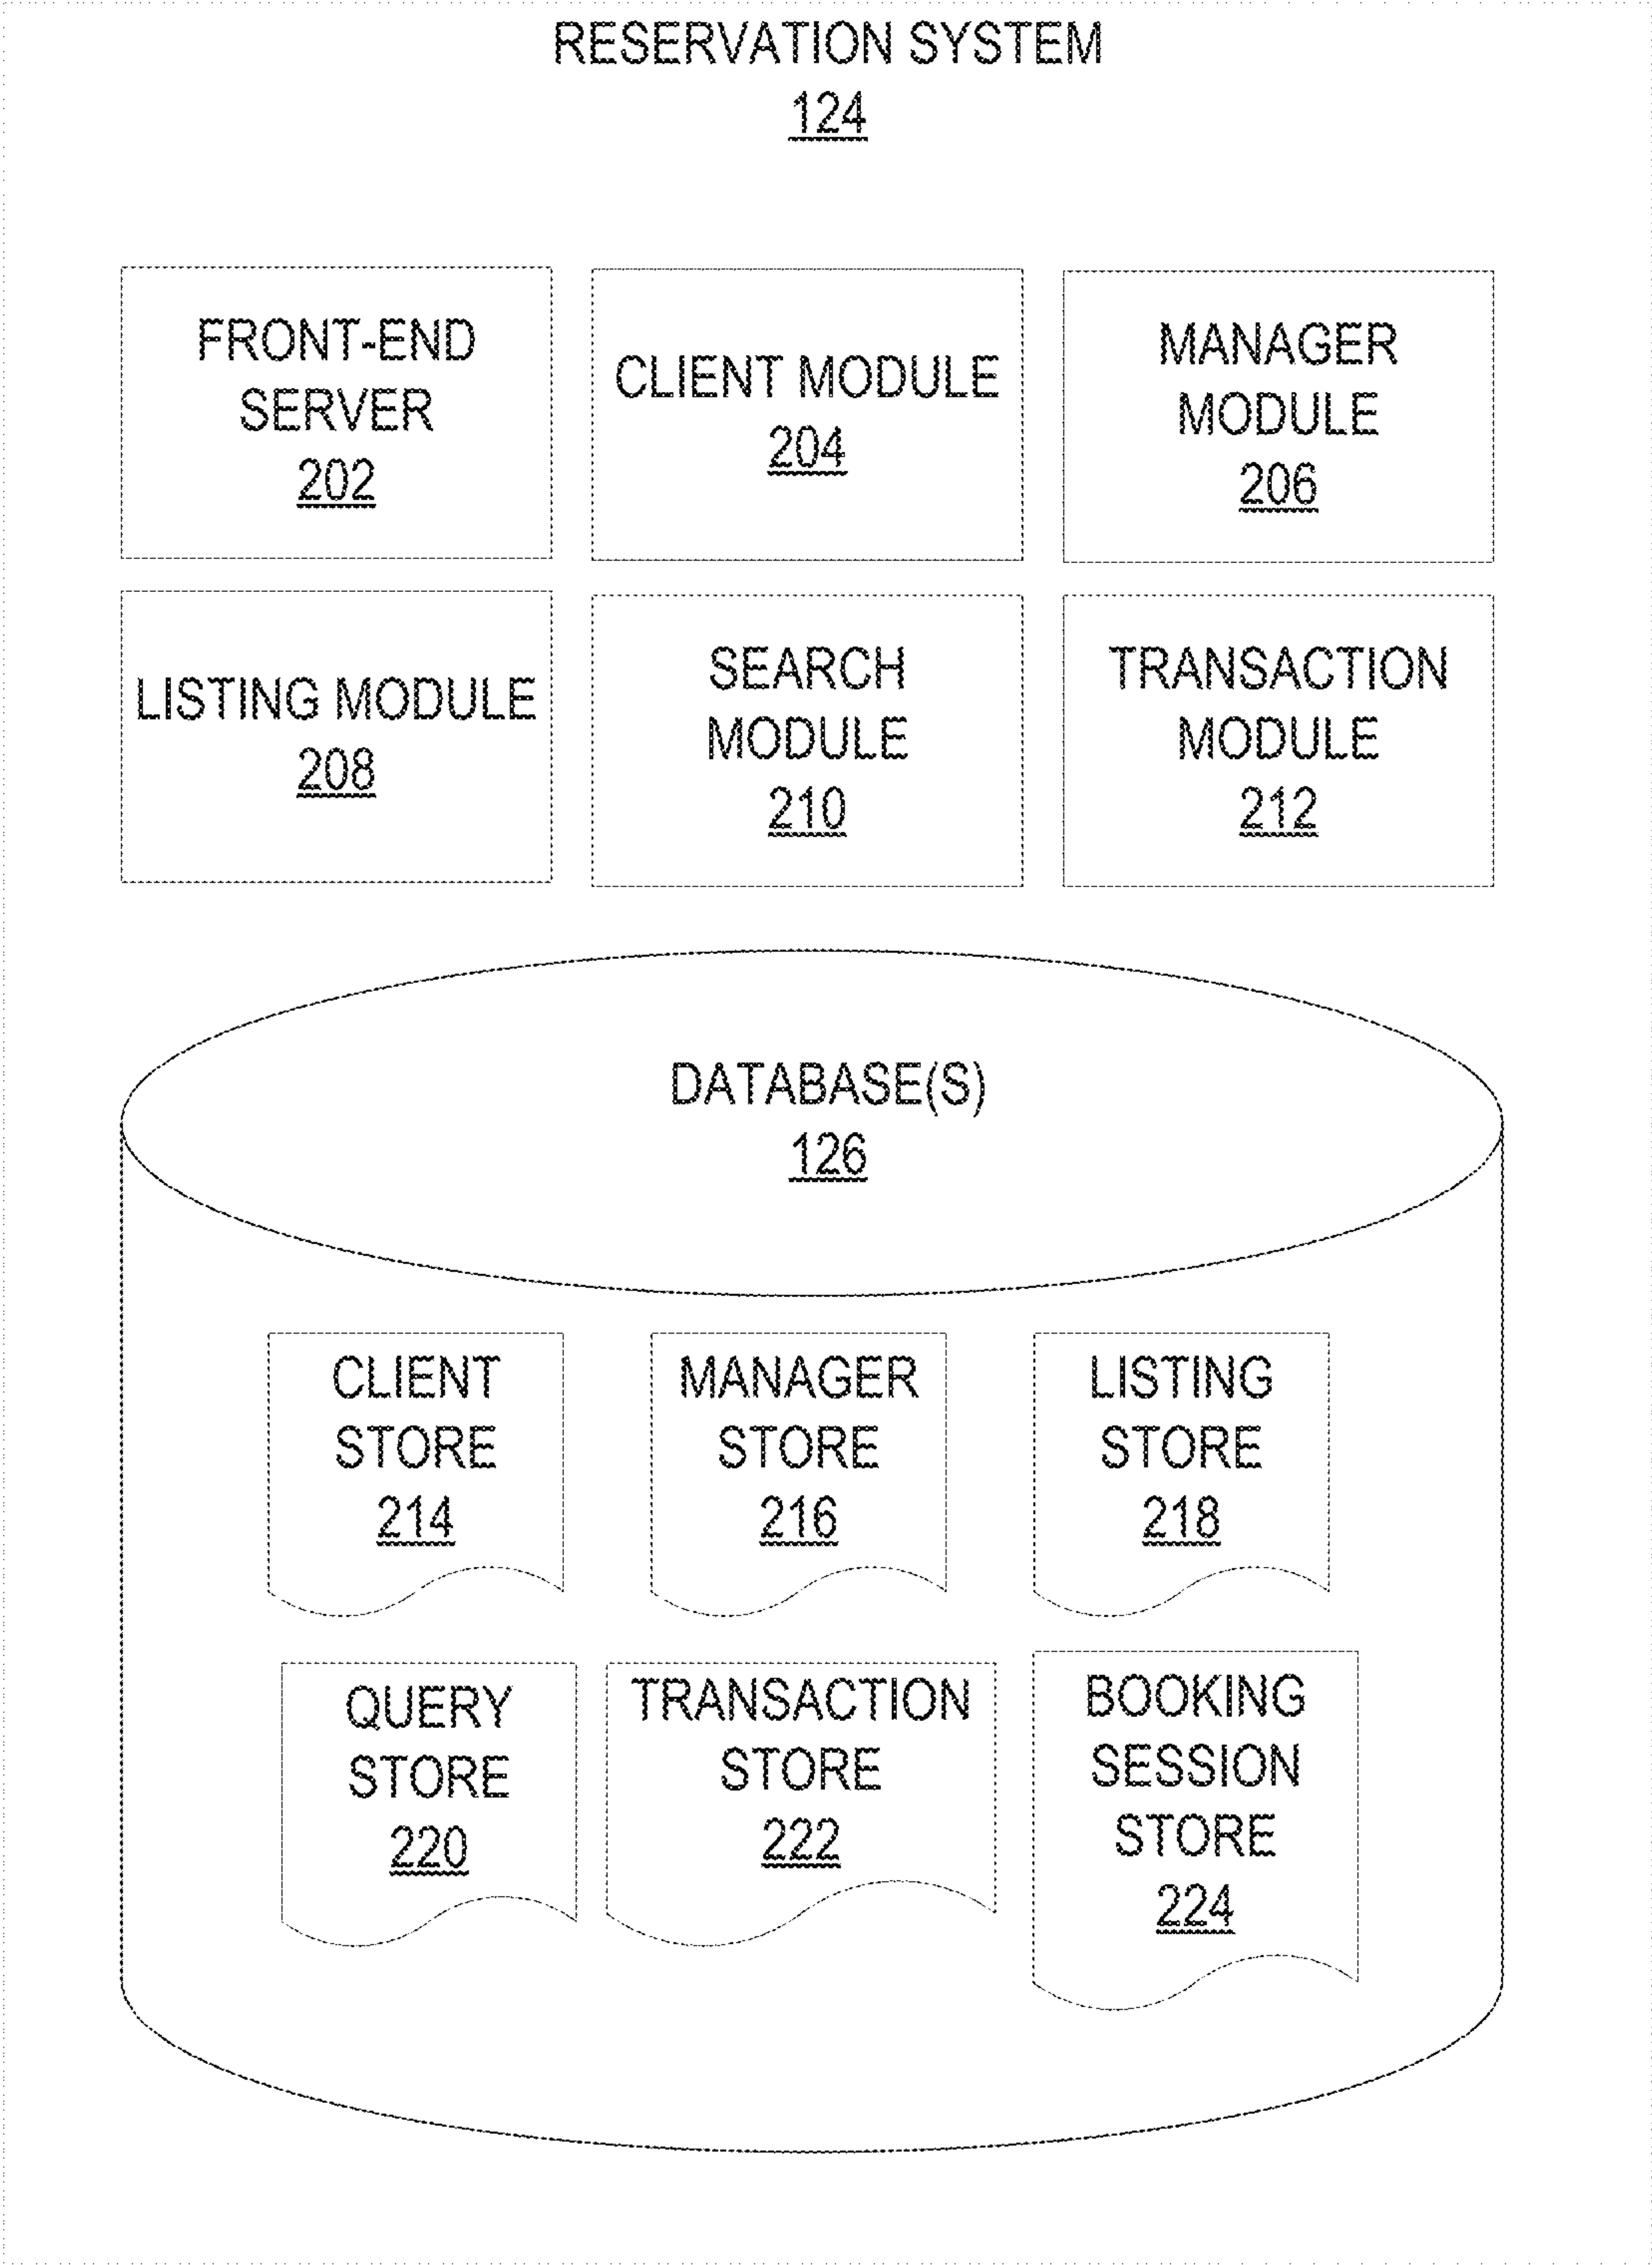 RESERVATION SYSTEM
124
FRONT-END
SERVER
202
CLIENT MODULE
204
MANAGER
MODULE
206
LISTING MODULE
208
SEARCH
MODULE
210
TRANSACTION
MODULE
212
DATABASE(S)
126
CLIENT
STORE
214
MANAGER
STORE
216
LISTING
STORE
218
QUERY
STORE
220
TRANSACTION
STORE
222
BOOKING
SESSION
STORE
224